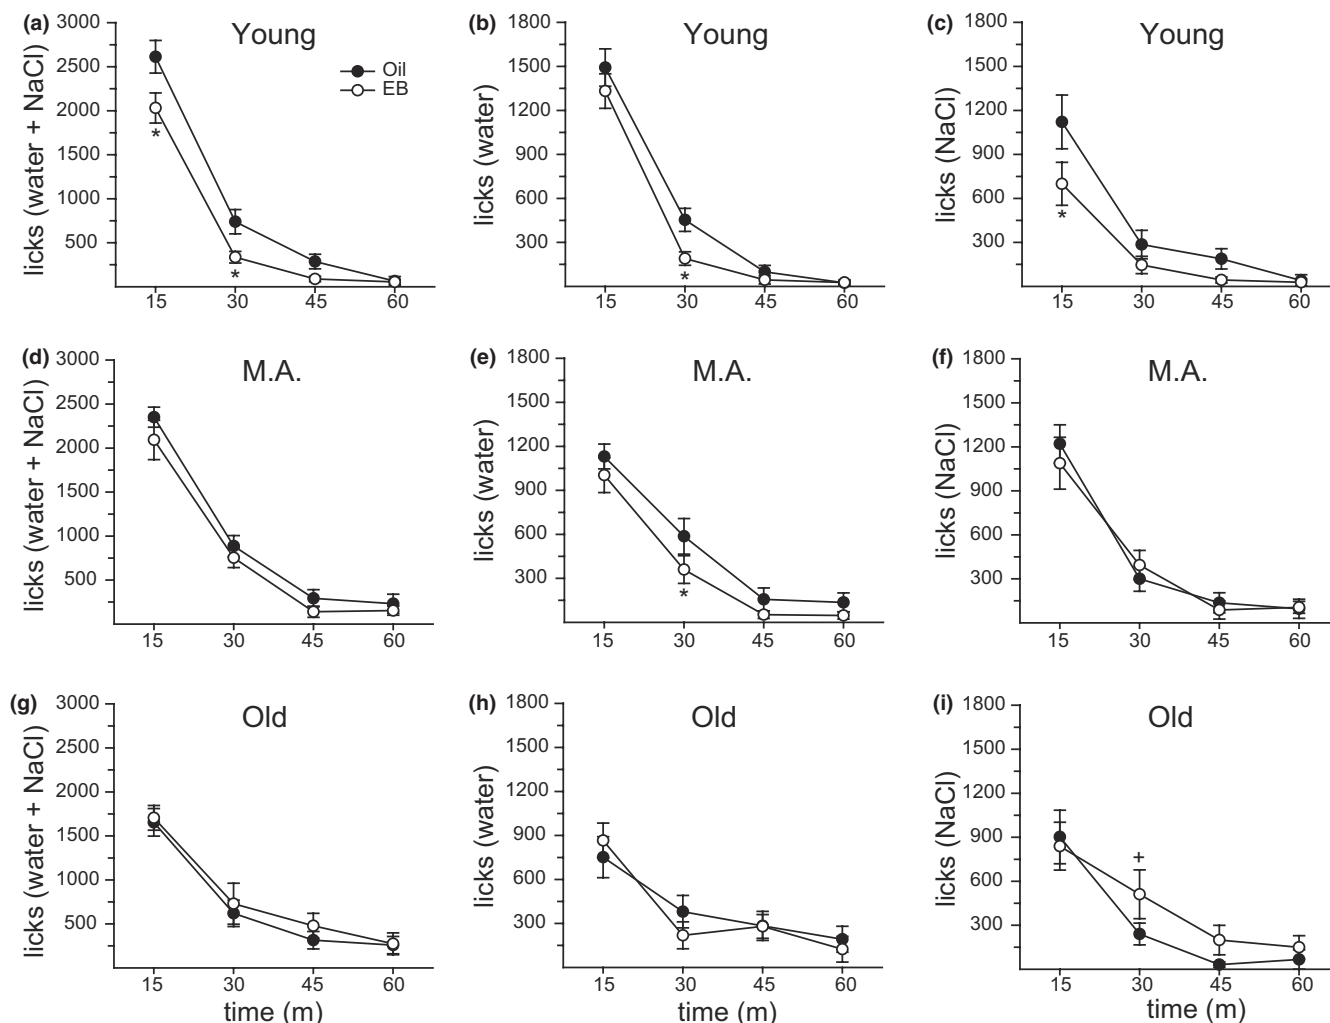 (a) Young
licks (water + NaCl)
3000
2500
2000
1500
1000
500
Oil
EB
*
*
15 30 45 60
(b) Young
licks (water)
1800
1500
1200
900
600
300
*
15 30 45 60
(c) Young
licks (NaCl)
1800
1500
1200
900
600
300
*
15 30 45 60
(d) M.A.
licks (water + NaCl)
3000
2500
2000
1500
1000
500
15 30 45 60
(e) M.A.
licks (water)
1800
1500
1200
900
600
300
*
15 30 45 60
(f) M.A.
licks (NaCl)
1800
1500
1200
900
600
300
15 30 45 60
(g) Old
licks (water + NaCl)
3000
2500
2000
1500
1000
500
15 30 45 60
time (m)
(h) Old
licks (water)
1800
1500
1200
900
600
300
15 30 45 60
time (m)
(i) Old
licks (NaCl)
1800
1500
1200
900
600
300
+
15 30 45 60
time (m)